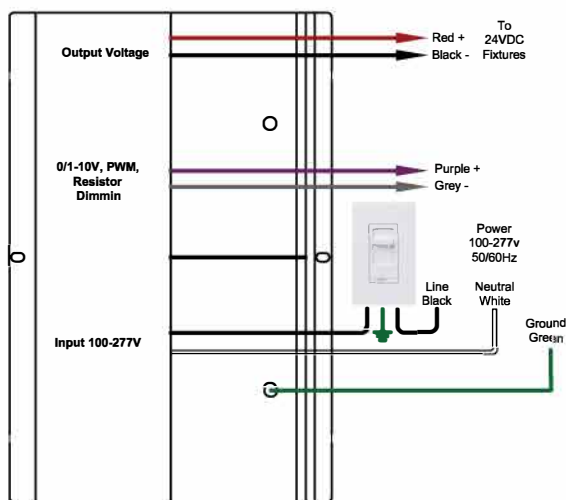 Output Voltage
Red +
Black -
To
24VDC
Fixtures
0/1-10V, PWM,
Resistor
Dimmin
Purple +
Grey -
Power
100-277v
50/60Hz
Line
Black
Neutral
White
Ground
Green
Input 100-277V